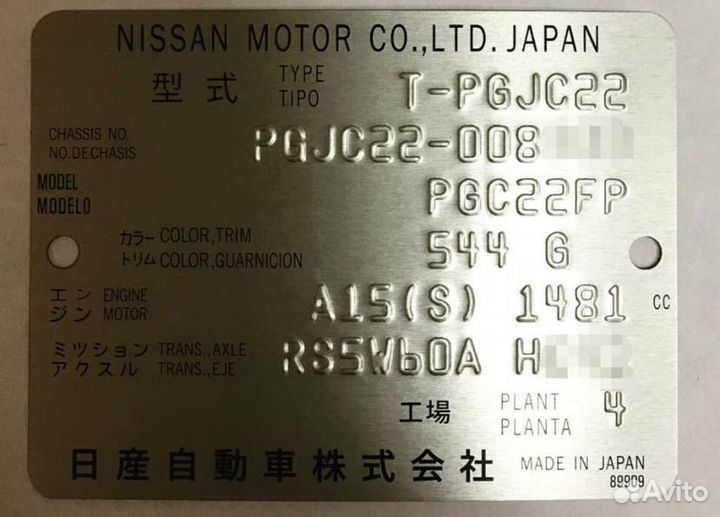 NISSAN MOTOR CO.,LTD. JAPAN
型式 TYPE TIPO T-PGJC22
CHASSIS NO. NO.DECHASIS PGJC22-008
MODEL MODELO PGC22FP
カラー COLOR,TRIM
トリム COLOR,GUARNICION 544 G
エンジン ENGINE MOTOR A15(S) 1481 CC
ミッション TRANS.,AXLE
アクスル TRANS.,EJE RS5W60A H
工場 PLANT PLANTA 4
日産自動車株式会社 MADE IN JAPAN
89909
Avito